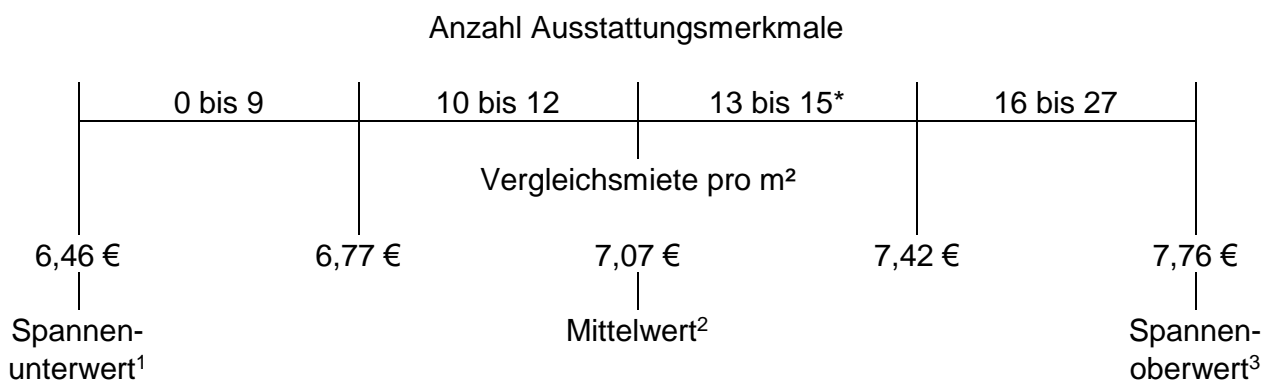 Anzahl Ausstattungsmerkmale
0 bis 9 10 bis 12 13 bis 15* 16 bis 27
Vergleichsmiete pro m²
6,46 € 6,77 € 7,07 € 7,42 € 7,76 €
Spannen- Mittelwert² Spannen-
unterwert¹ oberwert³